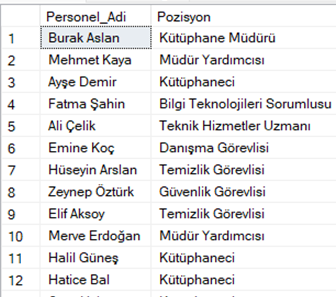 Personel_Adi Pozisyon
1 Burak Aslan Kütüphane Müdürü
2 Mehmet Kaya Müdür Yardımcısı
3 Ayşe Demir Kütüphaneci
4 Fatma Şahin Bilgi Teknolojileri Sorumlusu
5 Ali Çelik Teknik Hizmetler Uzmanı
6 Emine Koç Danışma Görevlisi
7 Hüseyin Arslan Temizlik Görevlisi
8 Zeynep Öztürk Güvenlik Görevlisi
9 Elif Aksoy Temizlik Görevlisi
10 Merve Erdoğan Müdür Yardımcısı
11 Halil Güneş Kütüphaneci
12 Hatice Bal Kütüphaneci